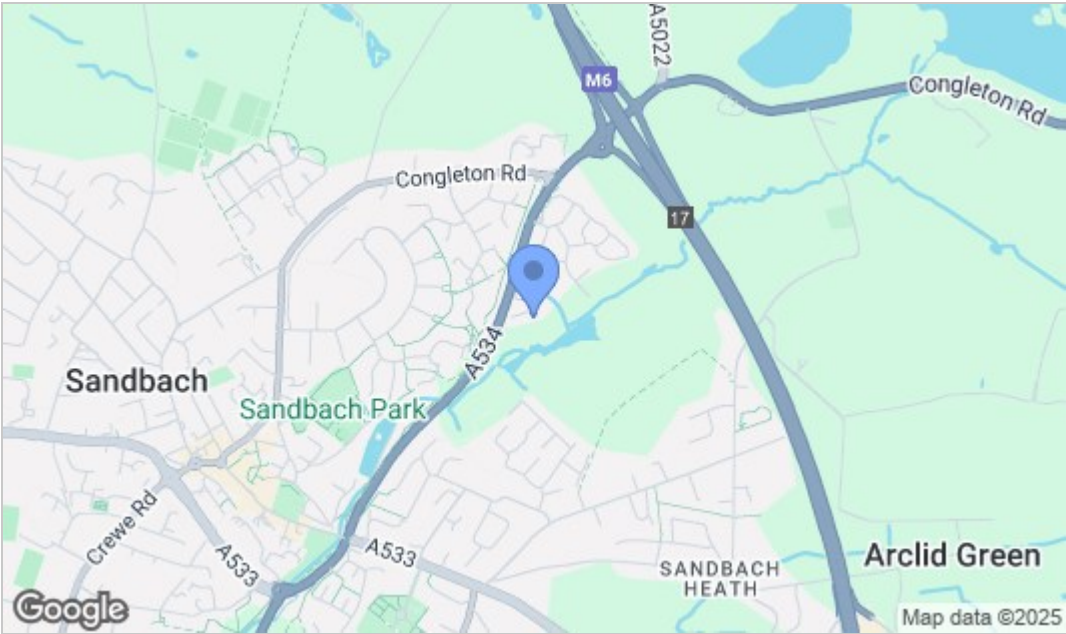 A5022
M6
Congleton Rd
Congleton Rd
17
A534
Sandbach
Sandbach Park
Crewe Rd
A533
A533
SANDBACH
HEATH
Arclid Green
Google
Map data ©2025